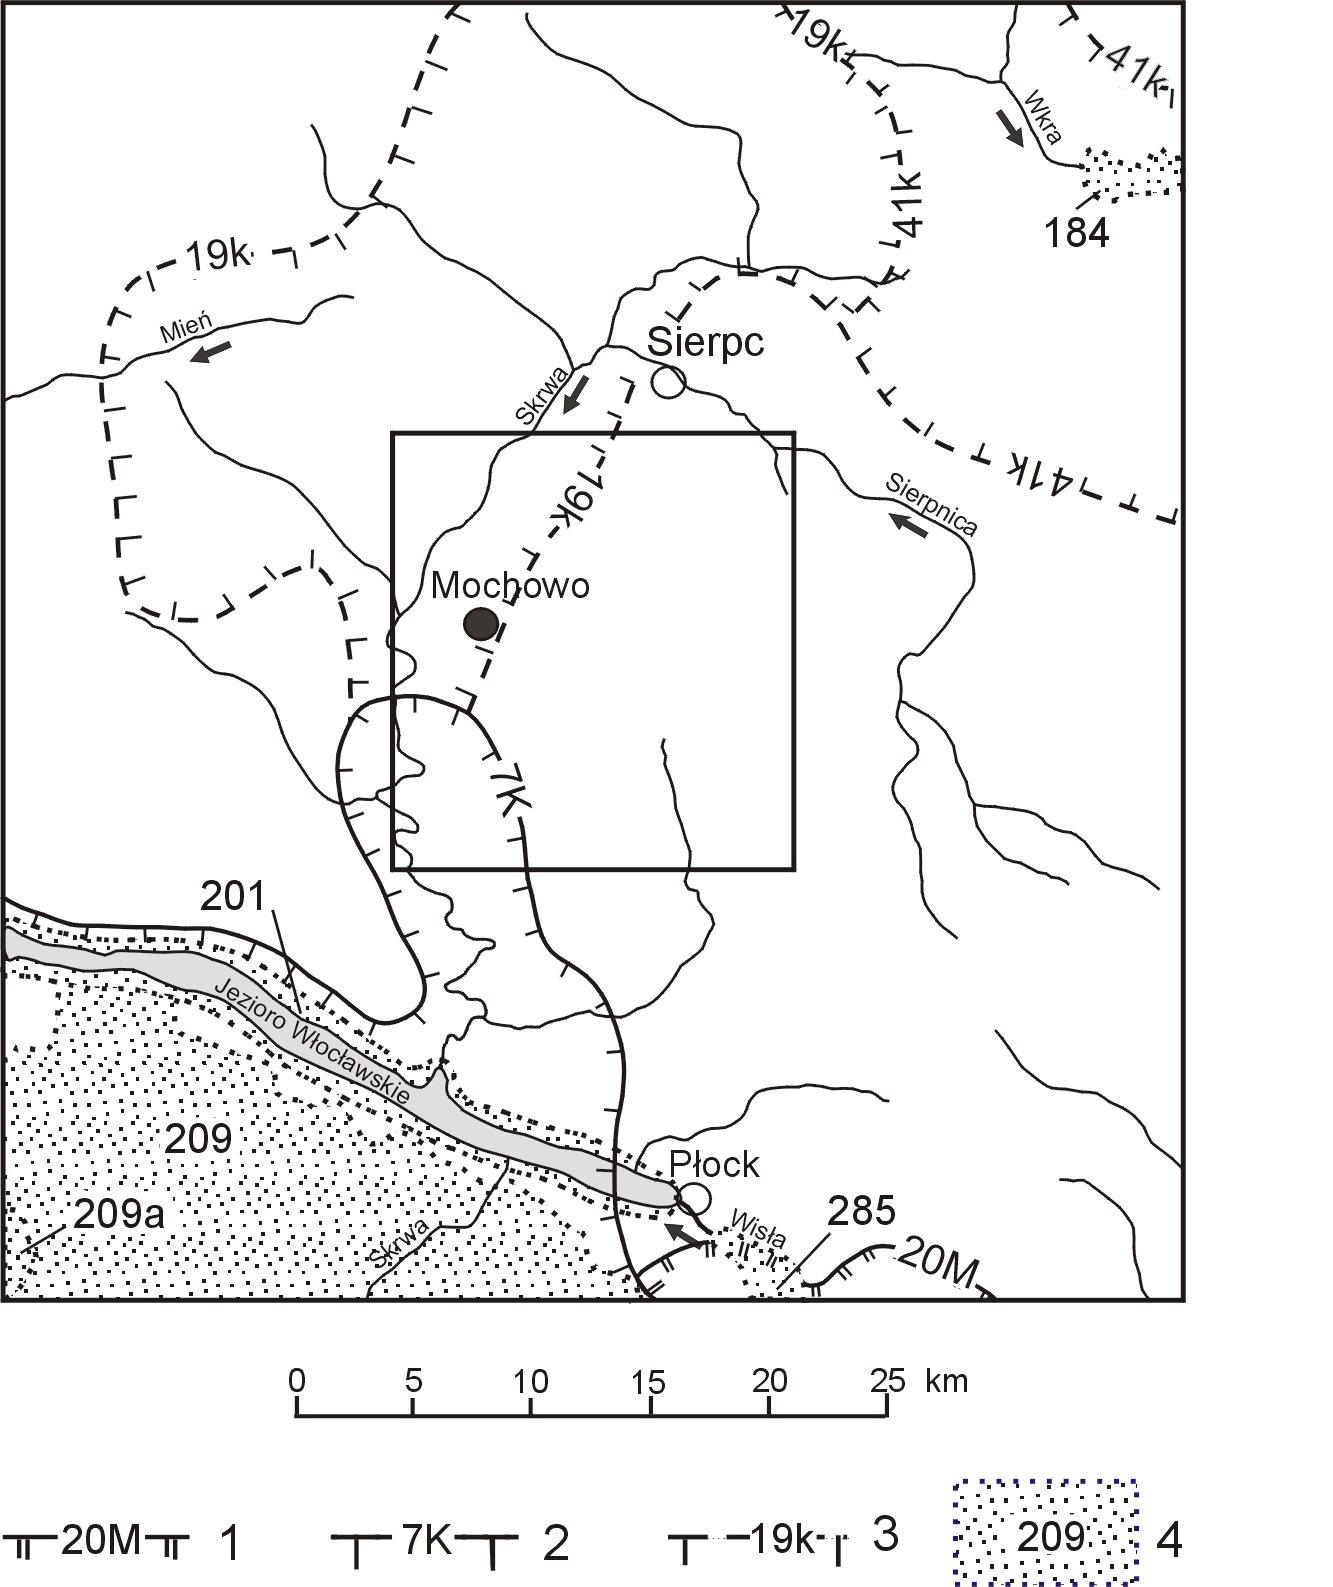 19k
41k
Wkra
184
41k
19k
Mień
Sierpc
Skrwa
41k
19k
Sierpnica
Mochowo
7K
201
Jezioro Włocławskie
209
Płock
209a
Skrwa
Wisła
285
20M
0 5 10 15 20 25 km
20M 1 7K 2 19k 3 209 4